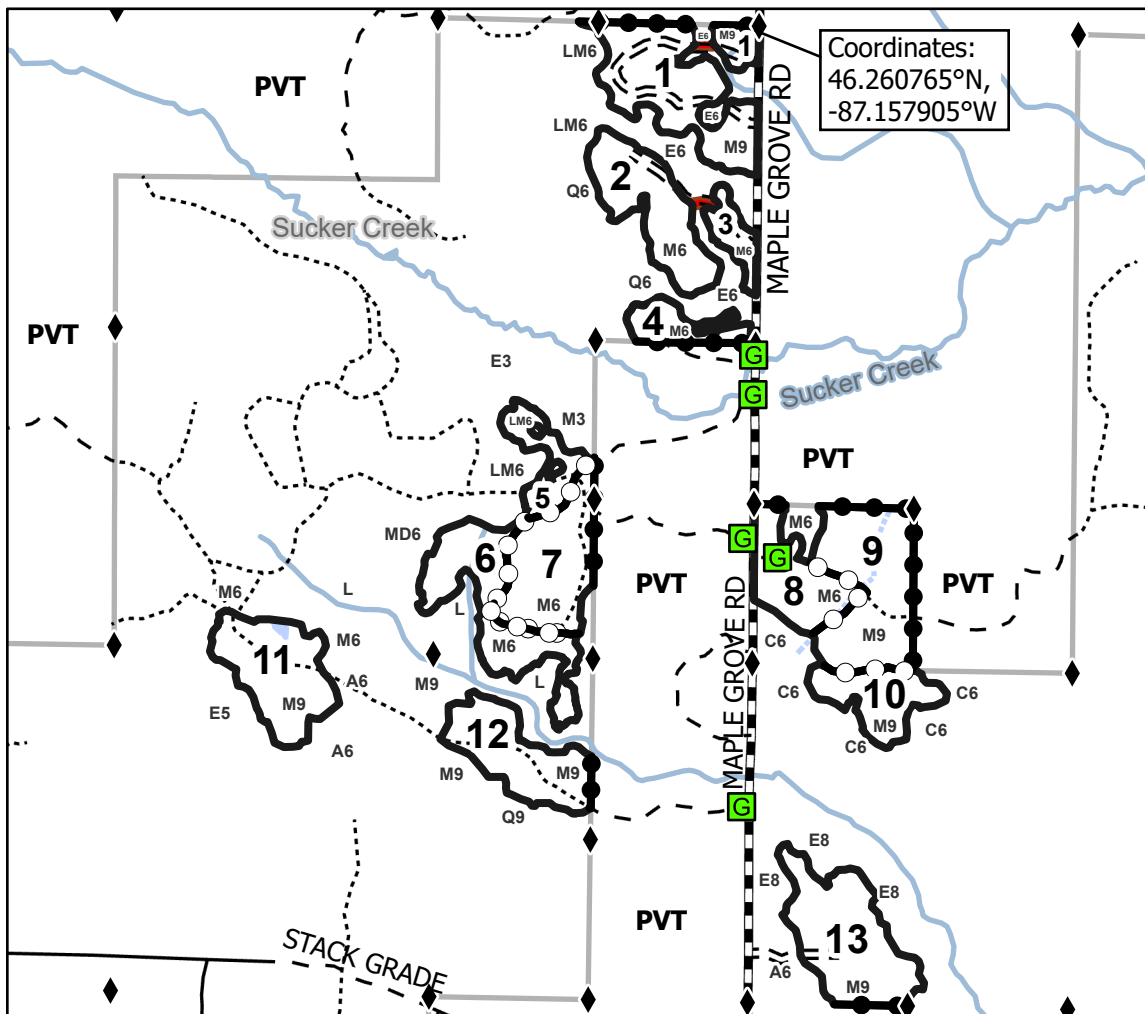 E6
M9
1
LM6
1
Coordinates:
46.260765°N,
-87.157905°W
PVT
E6
LM6
E6
M9
MAPLE GROVE RD
2
Q6
3
Sucker Creek
M6
M6
Q6
E6
4
M6
PVT
G
E3
G
Sucker Creek
LM6
M3
LM6
PVT
5
M6
MD6
G
9
6
7
G
PVT
PVT
8
M6
M6
L
L
M6
M6
C6
M9
M6
11
M9
L
MAPLE GROVE RD
A6
10
C6
C6
E5
M9
M9
C6
C6
A6
12
M9
M9
Q9
G
E8
E8
E8
PVT
13
STACK GRADE
A6
M9